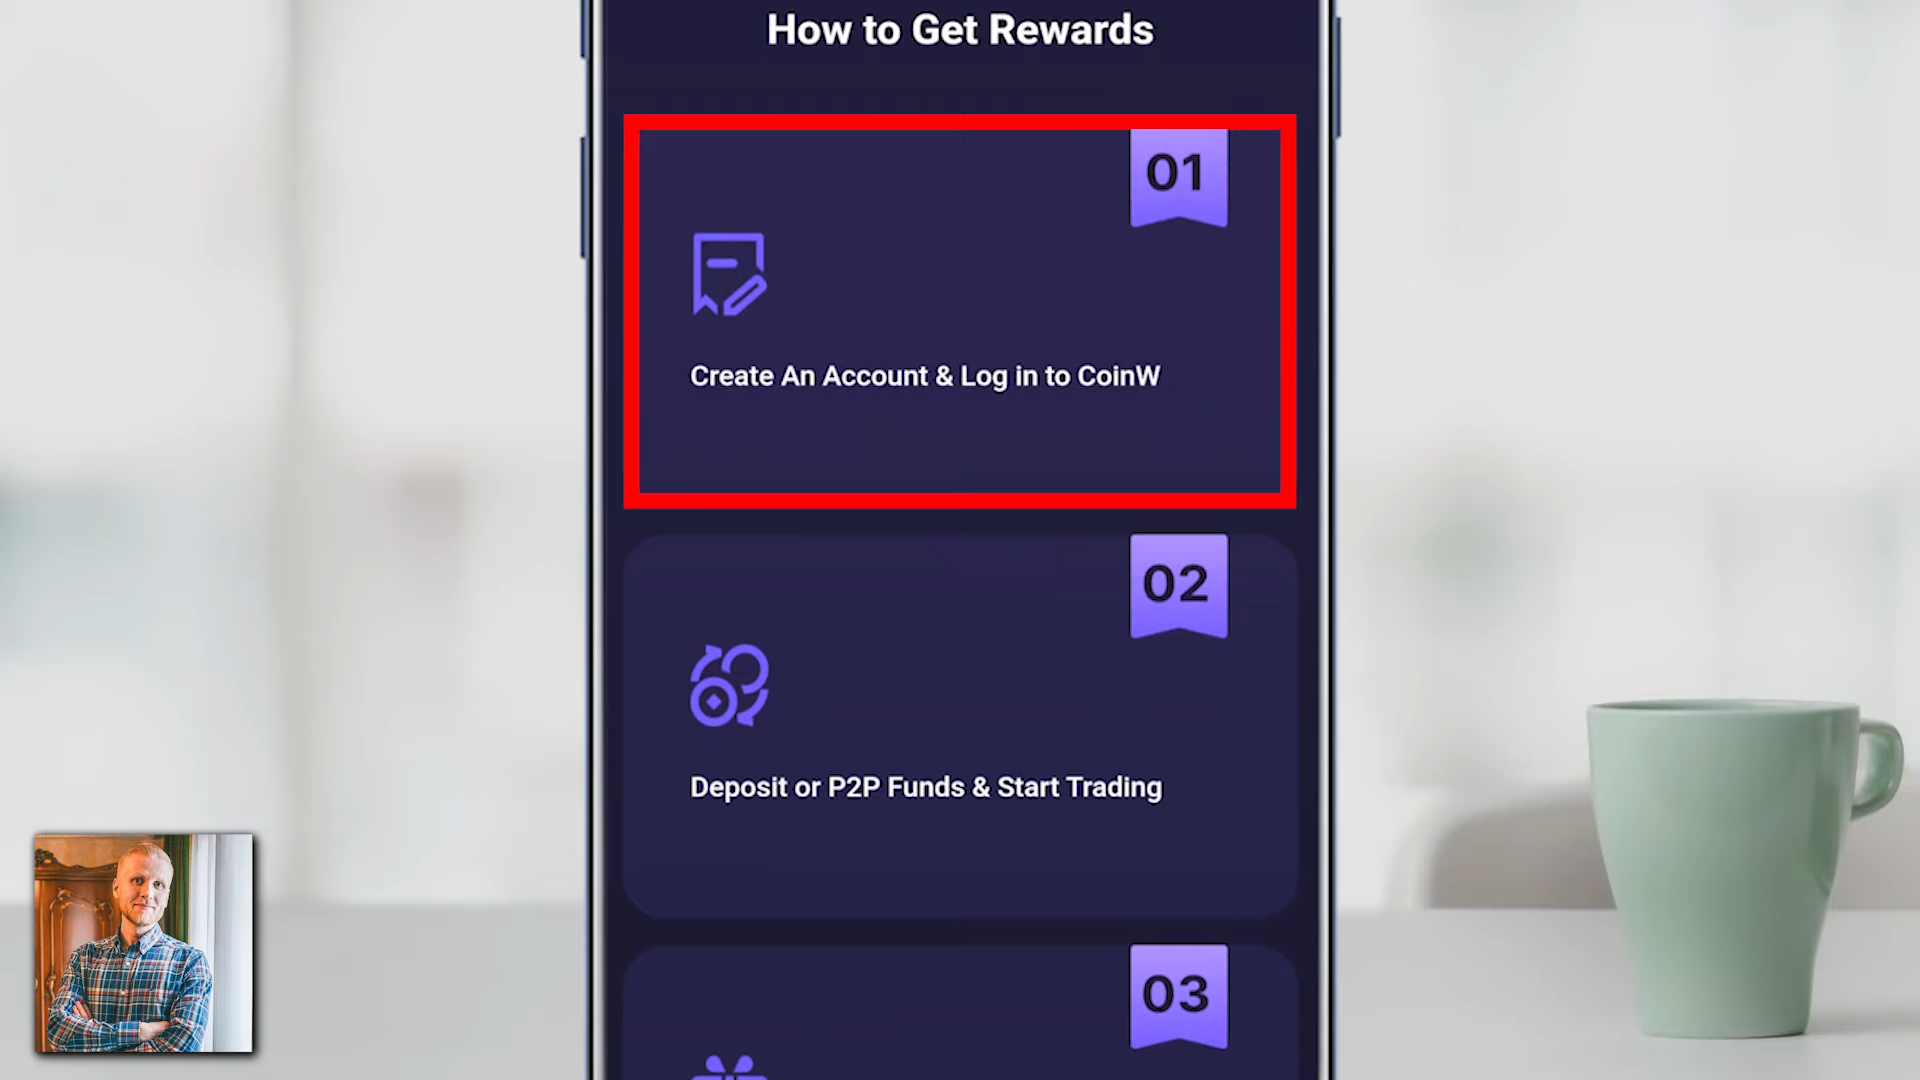 How to Get Rewards
01
Create An Account & Log in to CoinW
02
Deposit or P2P Funds & Start Trading
03